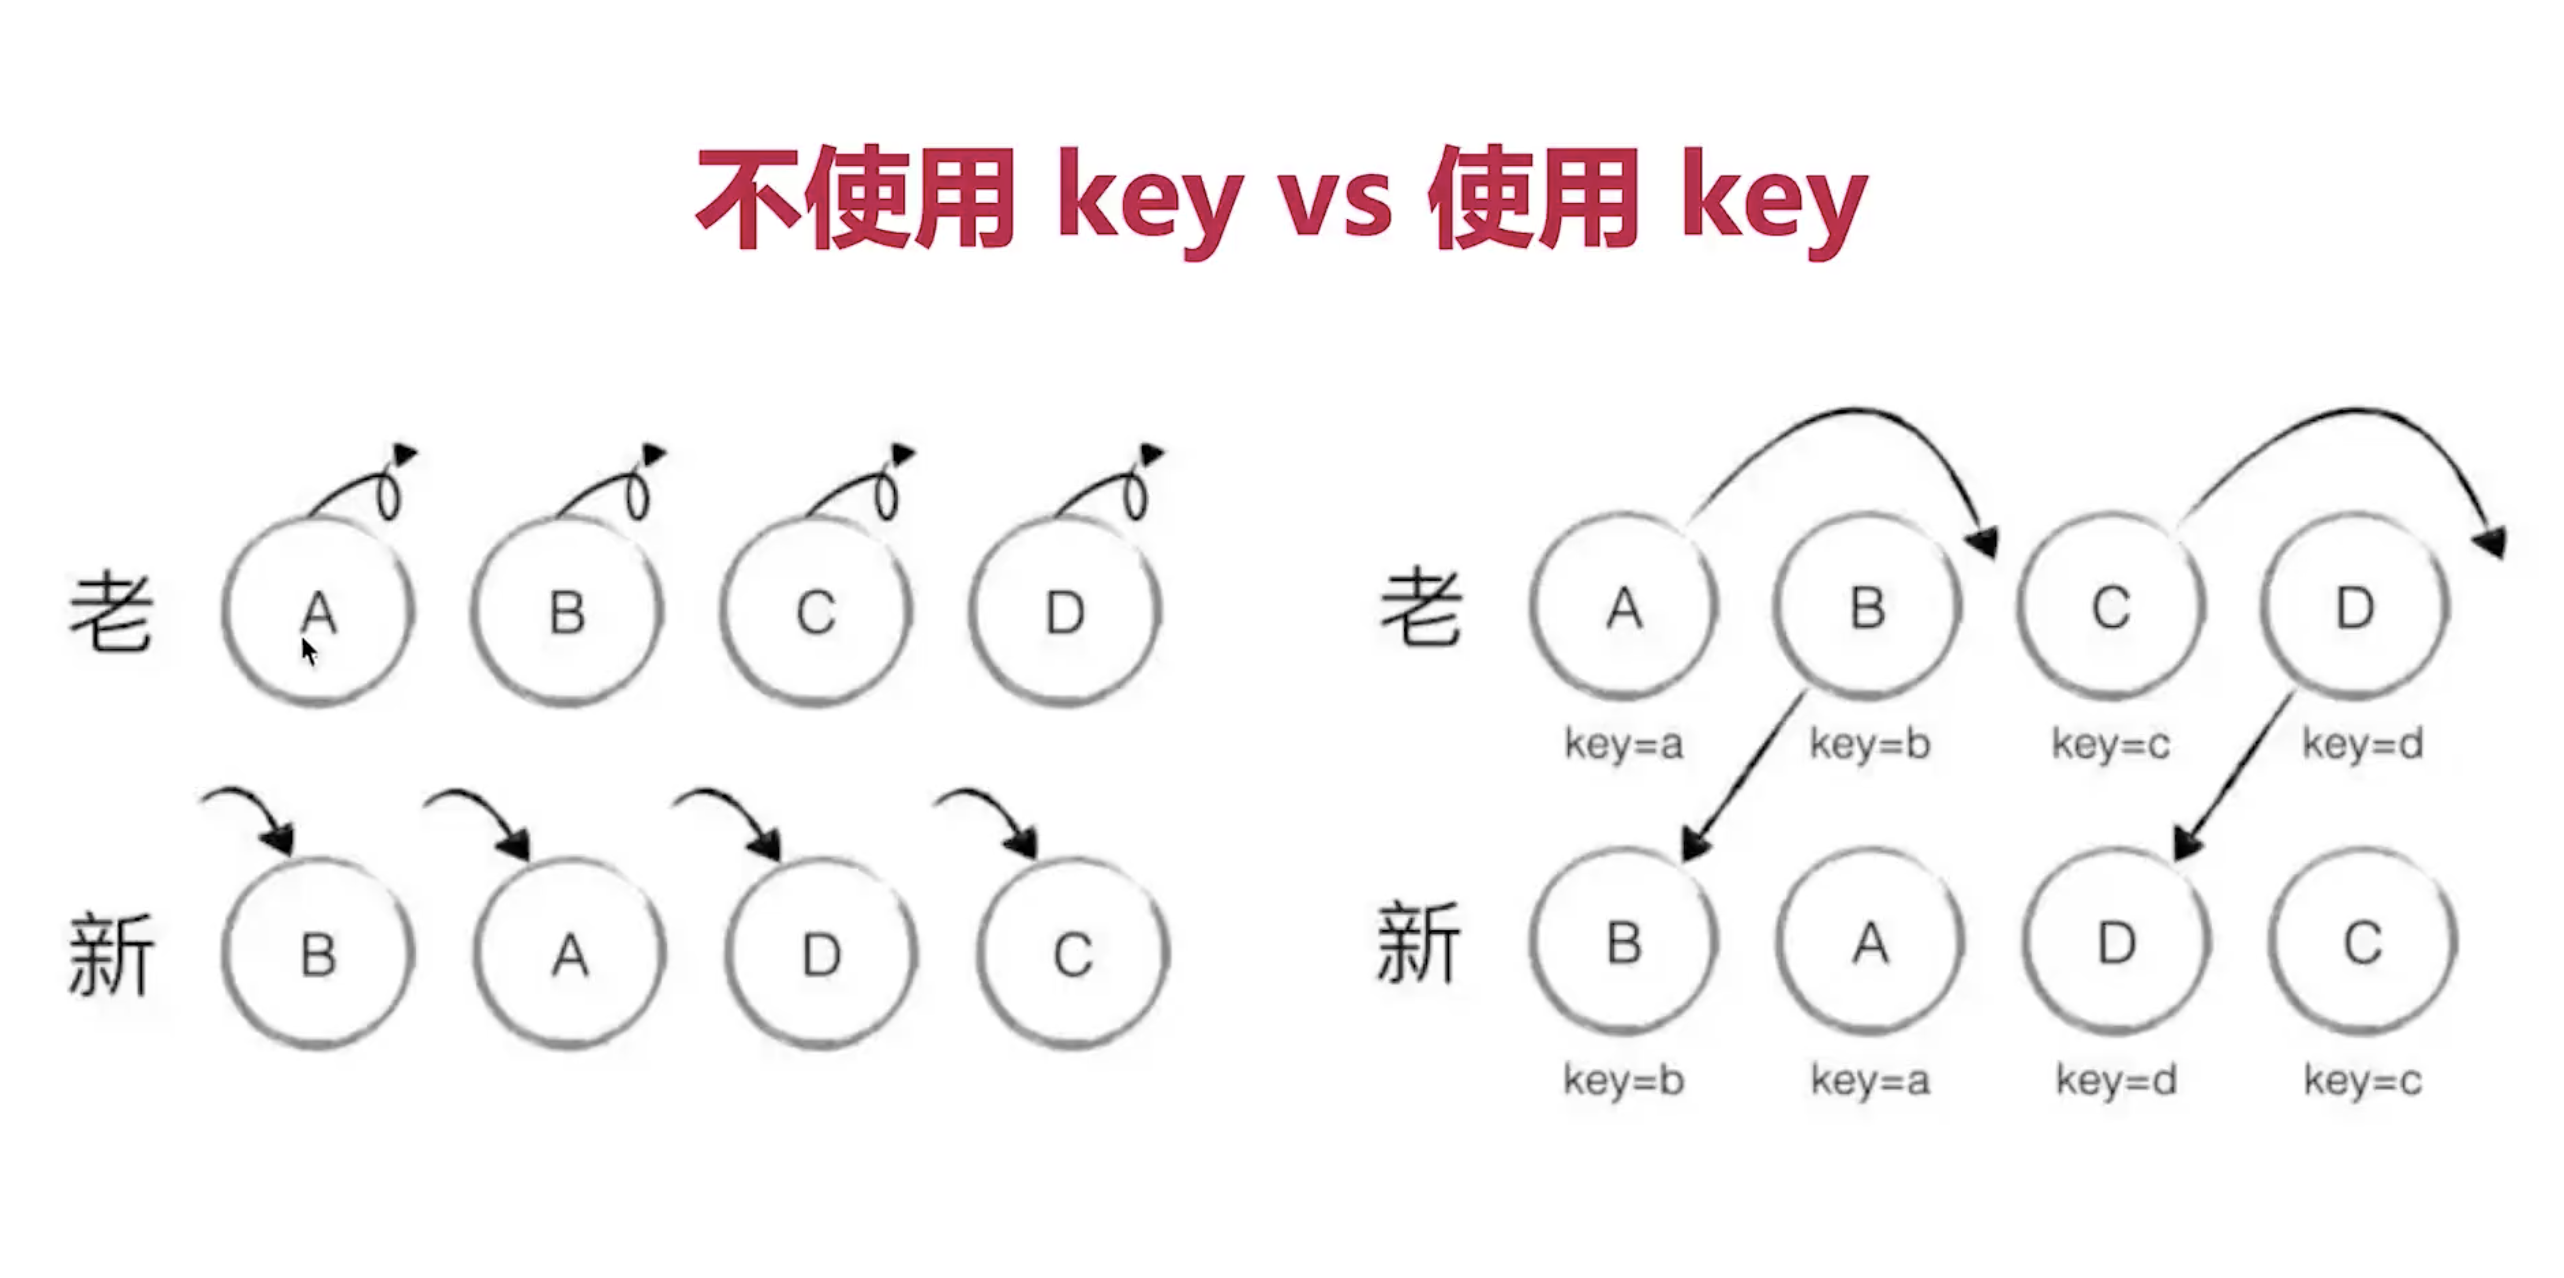 不使用 key vs 使用 key
老 A B C D
新 B A D C
老 A B C D
key=a key=b key=c key=d
新 B A D C
key=b key=a key=d key=c